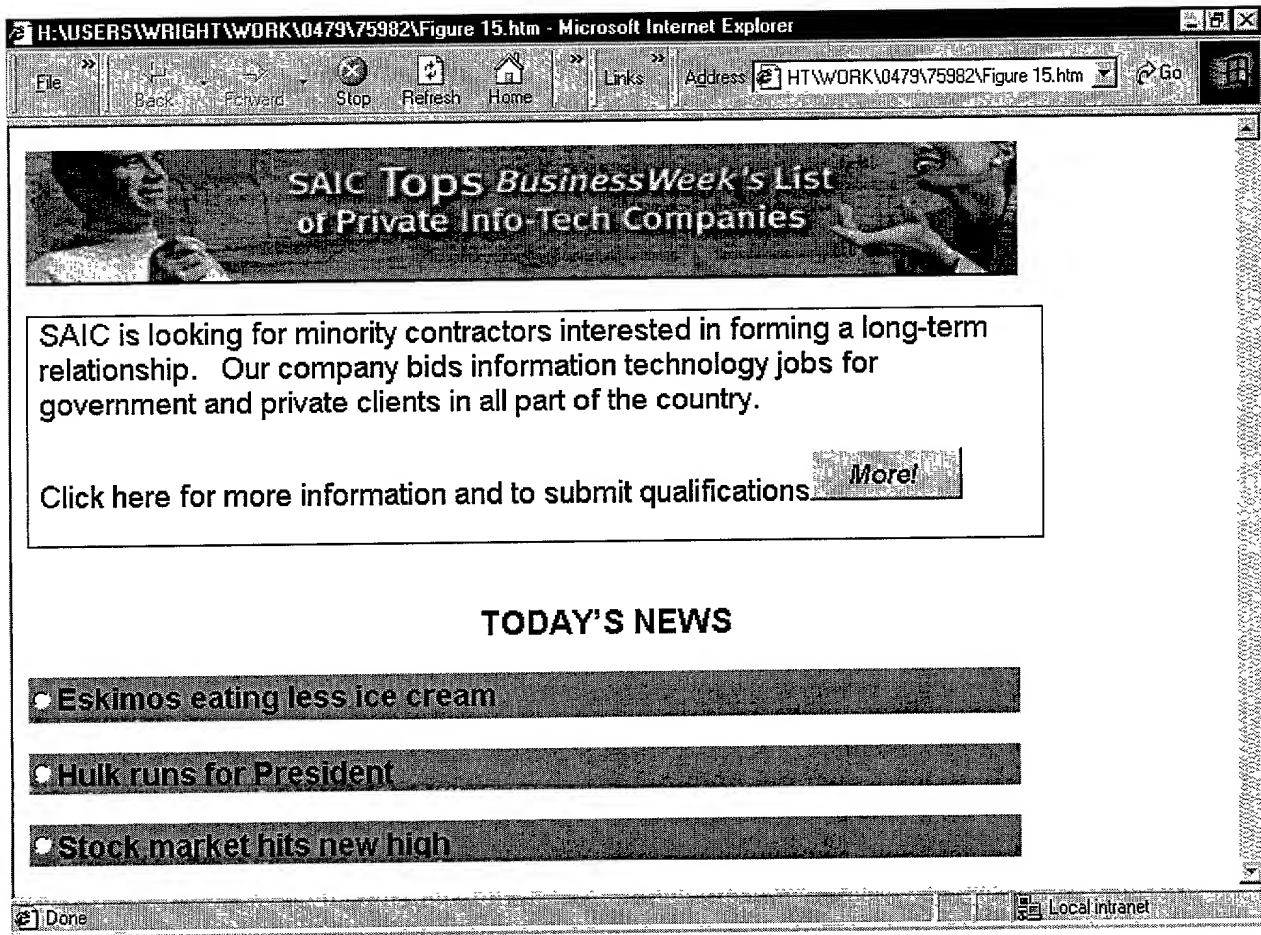 H:\USERS\WRIGHT\WORK\0479\75982\Figure 15.htm - Microsoft Internet Explorer
File » Back Forward Stop Refresh Home » Links » Address HT\WORK\0479\75982\Figure 15.htm Go
SAIC Tops BusinessWeek's List
of Private Info-Tech Companies
SAIC is looking for minority contractors interested in forming a long-term
relationship. Our company bids information technology jobs for
government and private clients in all part of the country.
Click here for more information and to submit qualifications. More!
TODAY'S NEWS
Eskimos eating less ice cream
Hulk runs for President
Stock market hits new high
Done Local intranet